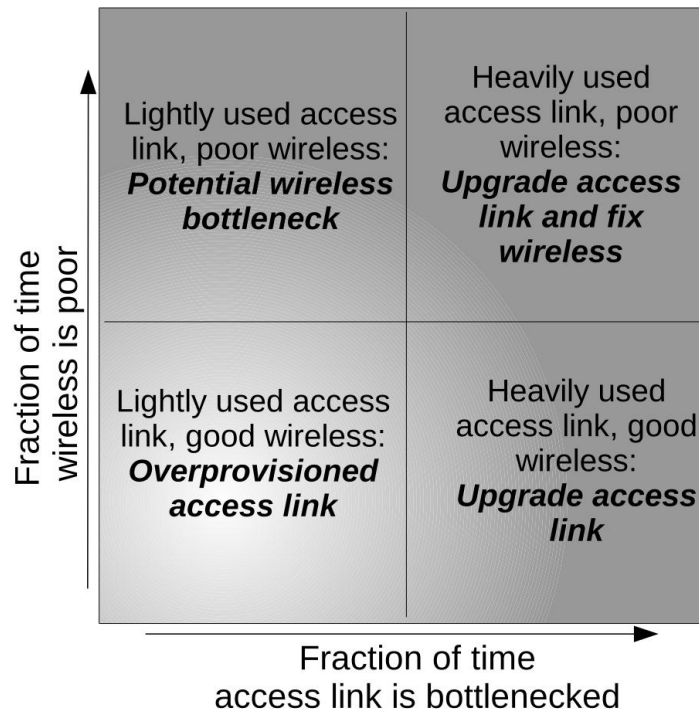 Fraction of time
wireless is poor
Lightly used access
link, poor wireless:
Potential wireless
bottleneck
Heavily used
access link, poor
wireless:
Upgrade access
link and fix
wireless
Lightly used access
link, good wireless:
Overprovisioned
access link
Heavily used
access link, good
wireless:
Upgrade access
link
Fraction of time
access link is bottlenecked